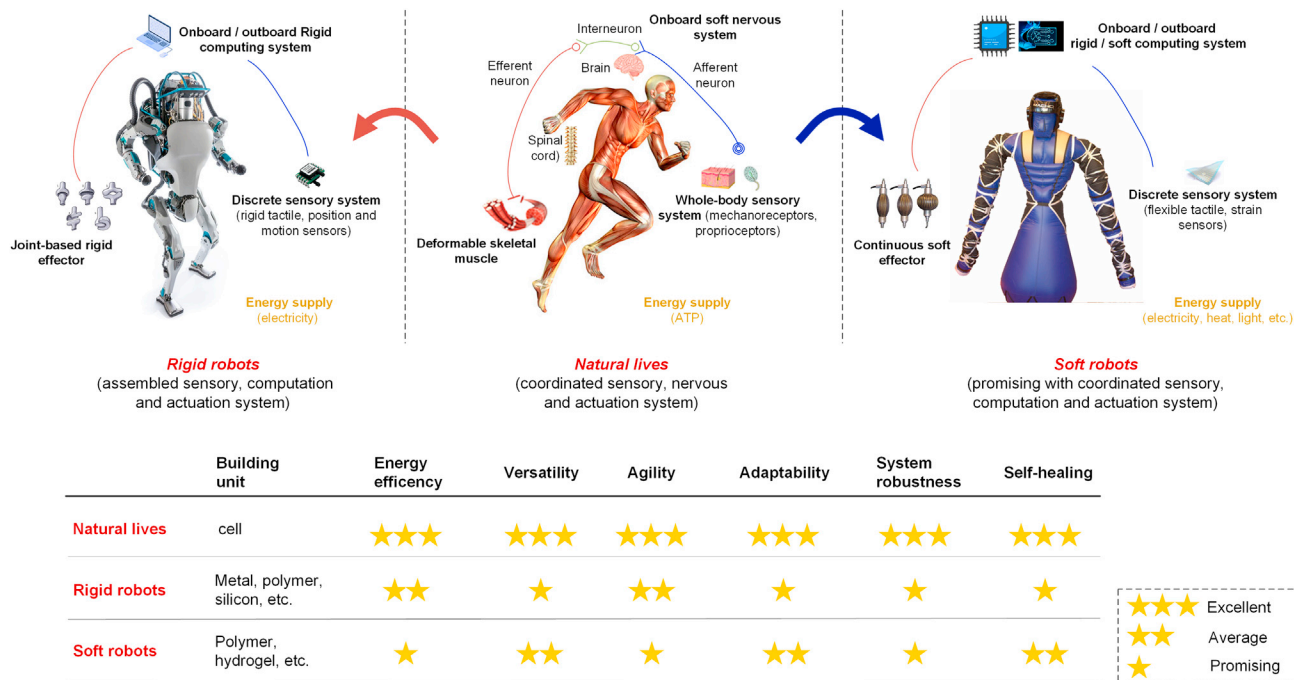 Onboard / outboard Rigid
computing system
Joint-based rigid
effector
Discrete sensory system
(rigid tactile, position and
motion sensors)
Energy supply
(electricity)
Onboard soft nervous
system
Interneuron
Efferent
neuron
Brain
Afferent
neuron
Spinal
cord)
Deformable skeletal
muscle
Whole-body sensory
system (mechanoreceptors,
proprioceptors)
Energy supply
(ATP)
Onboard / outboard
rigid / soft computing system
Continuous soft
effector
Discrete sensory system
(flexible tactile, strain
sensors)
Energy supply
(electricity, heat, light, etc.)
Rigid robots
(assembled sensory, computation
and actuation system)
Natural lives
(coordinated sensory, nervous
and actuation system)
Soft robots
(promising with coordinated sensory,
computation and actuation system)
Building
unit
Energy
efficency
Versatility
Agility
Adaptability
System
robustness
Self-healing
Natural lives
cell
Rigid robots
Metal, polymer,
silicon, etc.
Soft robots
Polymer,
hydrogel, etc.
Excellent
Average
Promising